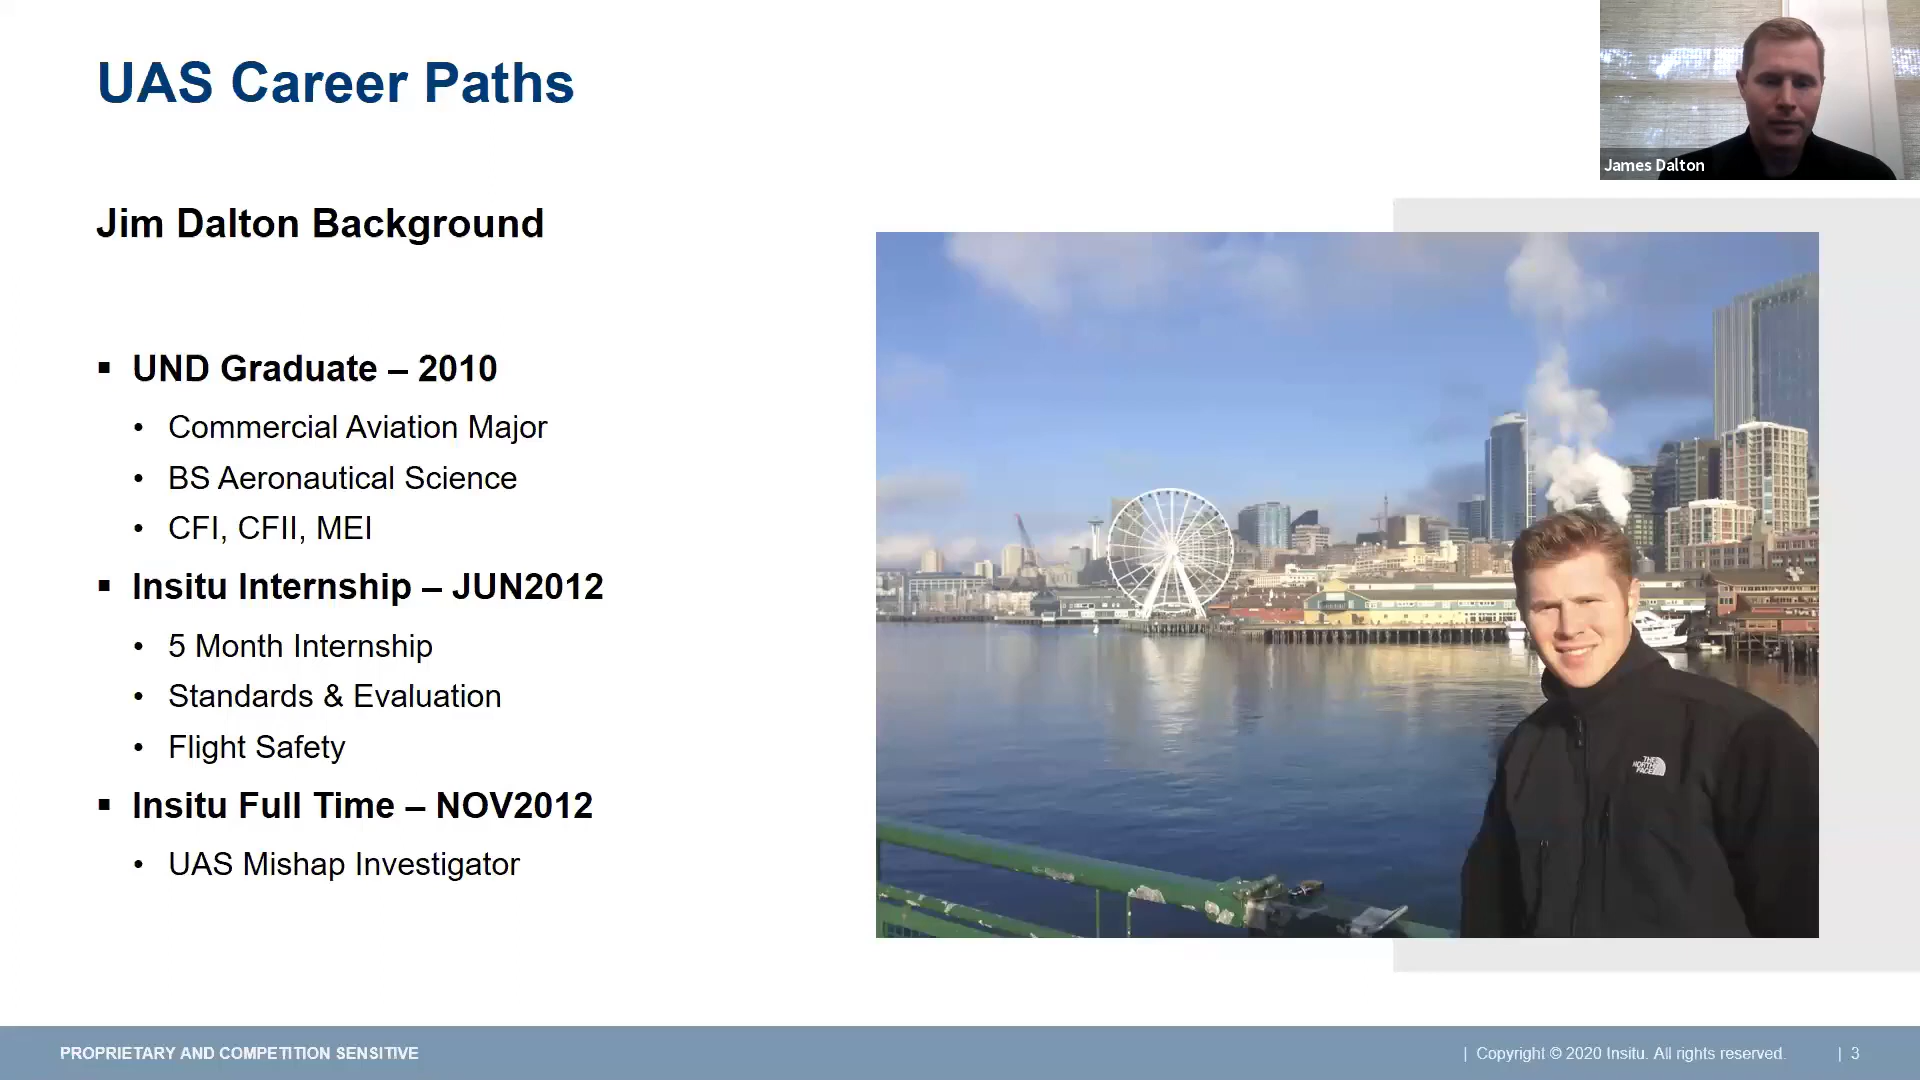 UAS Career Paths
James Dalton
Jim Dalton Background
▪ UND Graduate – 2010
• Commercial Aviation Major
• BS Aeronautical Science
• CFI, CFII, MEI
▪ Insitu Internship – JUN2012
• 5 Month Internship
• Standards & Evaluation
• Flight Safety
▪ Insitu Full Time – NOV2012
• UAS Mishap Investigator
THE
NORTH
FACE
PROPRIETARY AND COMPETITION SENSITIVE
| Copyright © 2020 Insitu. All rights reserved. | 3